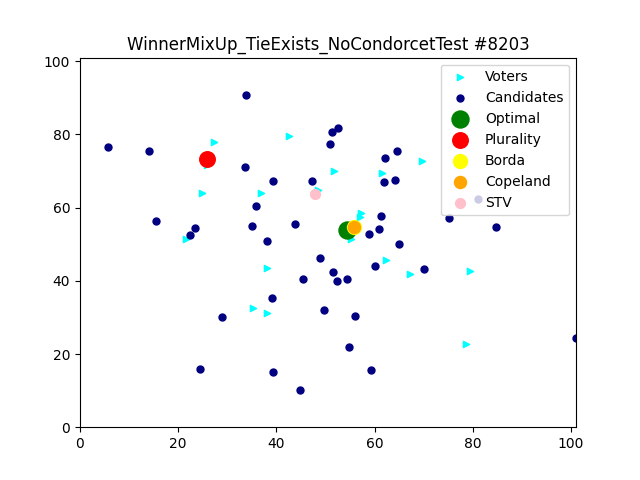 WinnerMixUp_TieExists_NoCondorcetTest #8203
Voters
Candidates
Optimal
Plurality
Borda
Copeland
STV
100
80
60
40
20
0
0 20 40 60 80 100